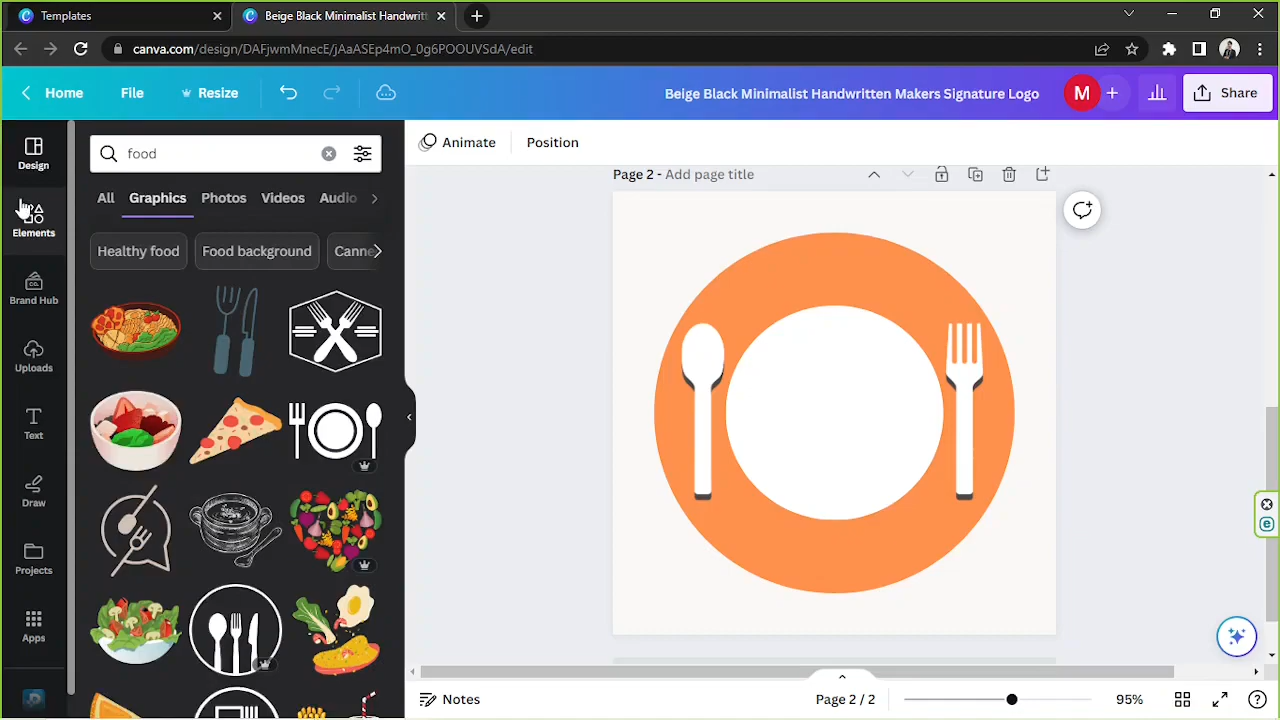 Templates
Beige Black Minimalist Handwritt
canva.com/design/DAFjwmMnecE/jAaASEp4mO_0g6POOUVSdA/edit
Home
File
Resize
Beige Black Minimalist Handwritten Makers Signature Logo
M
Share
Design
Elements
Brand Hub
Uploads
Text
Draw
Projects
Apps
food
All
Graphics
Photos
Videos
Audio
Healthy food
Food background
Canne
Animate
Position
Page 2 - Add page title
Notes
Page 2 / 2
95%